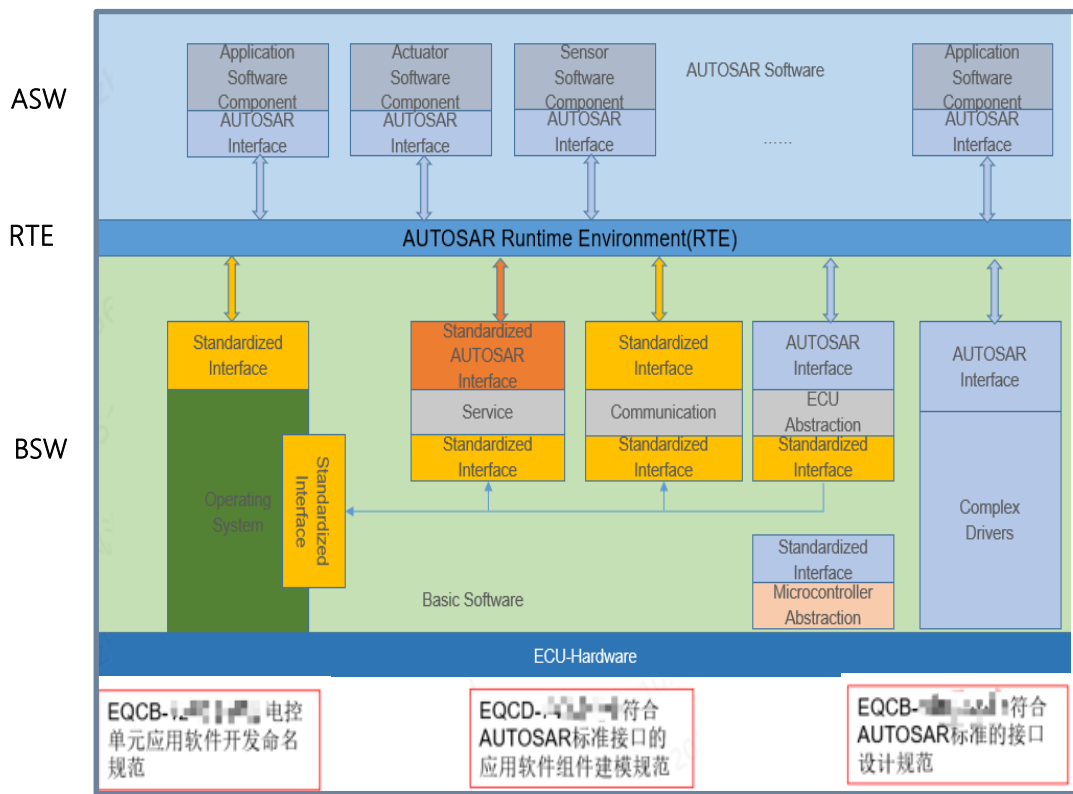 ASW
Application
Software
Component
AUTOSAR
Interface
Actuator
Software
Component
AUTOSAR
Interface
Sensor
Software
Component
AUTOSAR
Interface
AUTOSAR Software
......
Application
Software
Component
AUTOSAR
Interface
RTE
AUTOSAR Runtime Environment(RTE)
BSW
Standardized
Interface
Operating
System
Standardized
Interface
Standardized
AUTOSAR
Interface
Service
Standardized
Interface
Standardized
Interface
Communication
Standardized
Interface
AUTOSAR
Interface
ECU
Abstraction
Standardized
Interface
Standardized
Interface
Microcontroller
Abstraction
AUTOSAR
Interface
Complex
Drivers
Basic Software
ECU-Hardware
EQCB- 电控
单元应用软件开发命名
规范
EQCD- 符合
AUTOSAR标准接口的
应用软件组件建模规范
EQCB- 符合
AUTOSAR标准的接口
设计规范